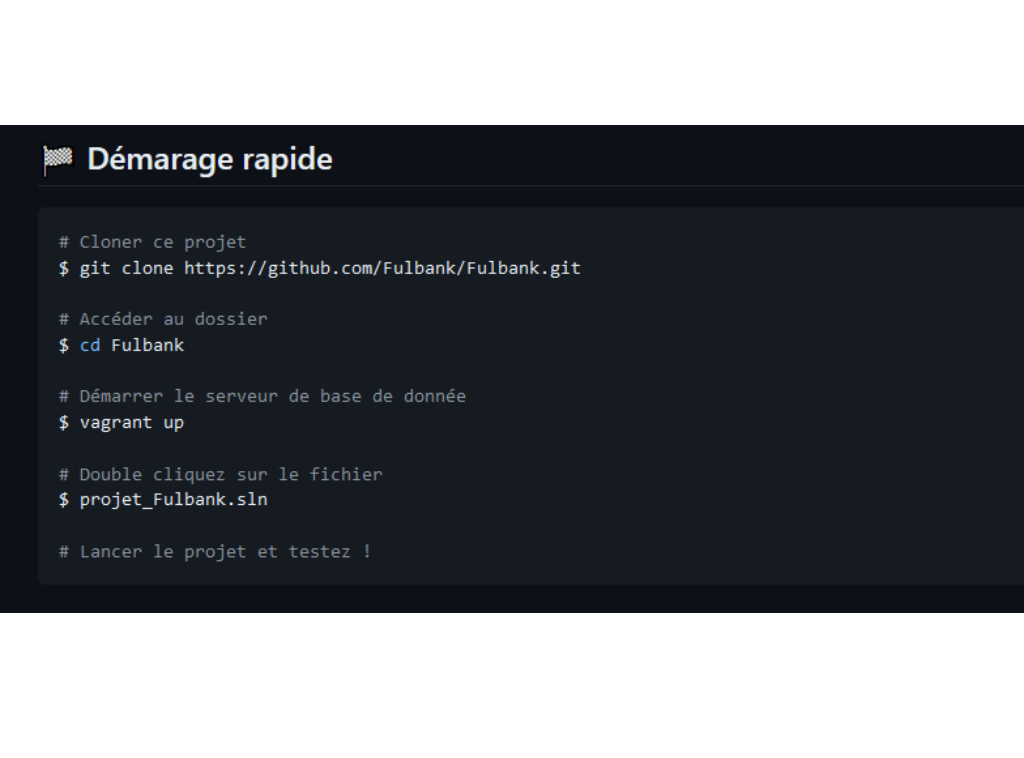 Démarage rapide
# Cloner ce projet
$ git clone https://github.com/Fulbank/Fulbank.git
# Accéder au dossier
$ cd Fulbank
# Démarrer le serveur de base de donnée
$ vagrant up
# Double cliquez sur le fichier
$ projet_Fulbank.sln
# Lancer le projet et testez !